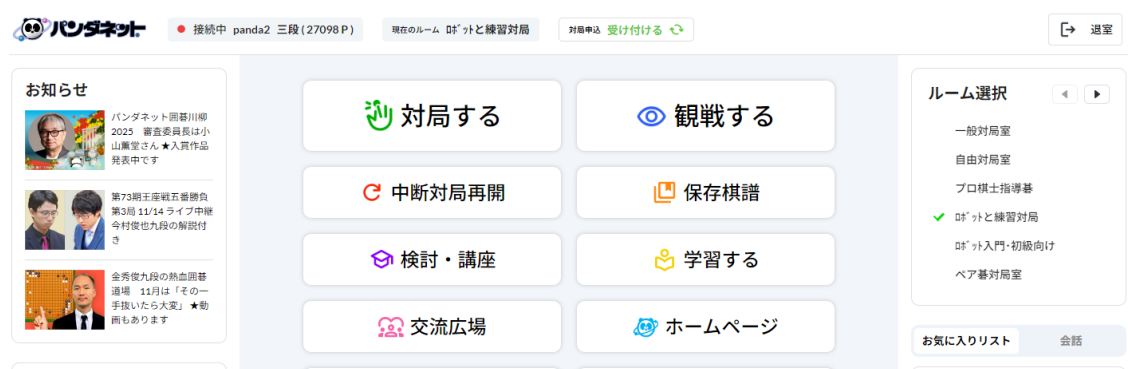 パンダネット
接続中 panda2 三段 (27098 P)
現在のルーム ﾛﾎﾞｯﾄと練習対局
対局申込 受け付ける
退室
お知らせ
パンダネット囲碁川柳
2025 審査委員長は小
山薫堂さん ★入賞作品
発表中です
第73期王座戦五番勝負
第3局 11/14 ライブ中継
今村俊也九段の解説付
き
金秀俊九段の熱血囲碁
道場 11月は「その一
手抜いたら大変」 ★動
画もあります
対局する
観戦する
中断対局再開
保存棋譜
検討・講座
学習する
交流広場
ホームページ
ルーム選択
一般対局室
自由対局室
プロ棋士指導碁
ﾛﾎﾞｯﾄと練習対局
ﾛﾎﾞｯﾄ入門･初級向け
ペア碁対局室
お気に入りリスト
会話